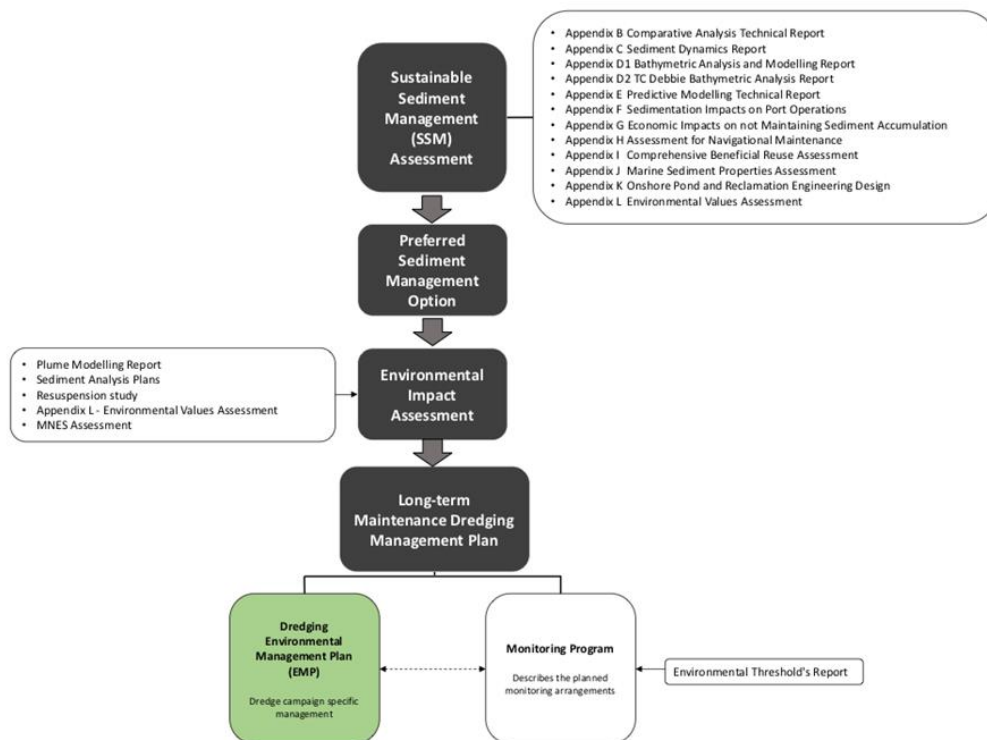 Sustainable
Sediment
Management
(SSM)
Assessment
• Appendix B Comparative Analysis Technical Report
• Appendix C Sediment Dynamics Report
• Appendix D1 Bathymetric Analysis and Modelling Report
• Appendix D2 TC Debbie Bathymetric Analysis Report
• Appendix E Predictive Modelling Technical Report
• Appendix F Sedimentation Impacts on Port Operations
• Appendix G Economic Impacts on not Maintaining Sediment Accumulation
• Appendix H Assessment for Navigational Maintenance
• Appendix I Comprehensive Beneficial Reuse Assessment
• Appendix J Marine Sediment Properties Assessment
• Appendix K Onshore Pond and Reclamation Engineering Design
• Appendix L Environmental Values Assessment
Preferred
Sediment
Management
Option
• Plume Modelling Report
• Sediment Analysis Plans
• Resuspension study
• Appendix L - Environmental Values Assessment
• MNES Assessment
Environmental
Impact
Assessment
Long-term
Maintenance Dredging
Management Plan
Dredging
Environmental
Management Plan
(EMP)
Dredge campaign specific
management
Monitoring Program
Describes the planned
monitoring arrangements
Environmental Threshold's Report